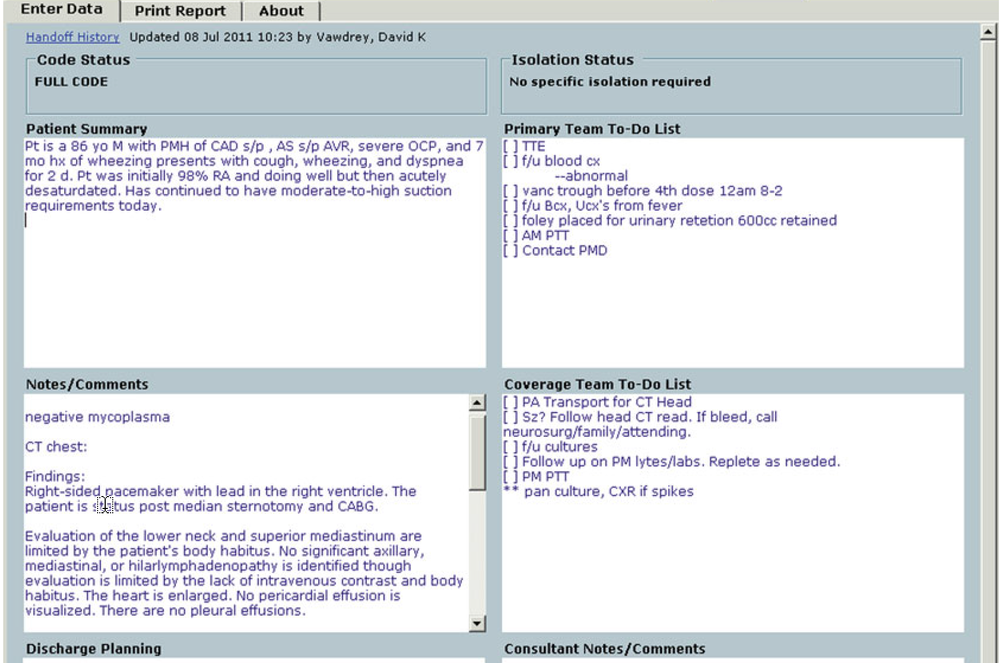 Enter Data
Print Report
About
Handoff History Updated 08 Jul 2011 10:23 by Vawdrey, David K
Code Status
FULL CODE
Isolation Status
No specific isolation required
Patient Summary
Pt is a 86 yo M with PMH of CAD s/p , AS s/p AVR, severe OCP, and 7
mo hx of wheezing presents with cough, wheezing, and dyspnea
for 2 d. Pt was initially 98% RA and doing well but then acutely
desaturdated. Has continued to have moderate-to-high suction
requirements today.
Primary Team To-Do List
[ ] TTE
[ ] f/u blood cx
--abnormal
[ ] vanc trough before 4th dose 12am 8-2
[ ] f/u Bcx, Ucx's from fever
[ ] foley placed for urinary retetion 600cc retained
[ ] AM PTT
[ ] Contact PMD
Notes/Comments
negative mycoplasma
CT chest:
Findings:
Right-sided pacemaker with lead in the right ventricle. The
patient is status post median sternotomy and CABG.
Evaluation of the lower neck and superior mediastinum are
limited by the patient's body habitus. No significant axillary,
mediastinal, or hilarlymphadenopathy is identified though
evaluation is limited by the lack of intravenous contrast and body
habitus. The heart is enlarged. No pericardial effusion is
visualized. There are no pleural effusions.
Coverage Team To-Do List
[ ] PA Transport for CT Head
[ ] Sz? Follow head CT read. If bleed, call
neurosurg/family/attending.
[ ] f/u cultures
[ ] Follow up on PM lytes/labs. Replete as needed.
[ ] PM PTT
** pan culture, CXR if spikes
Discharge Planning
Consultant Notes/Comments